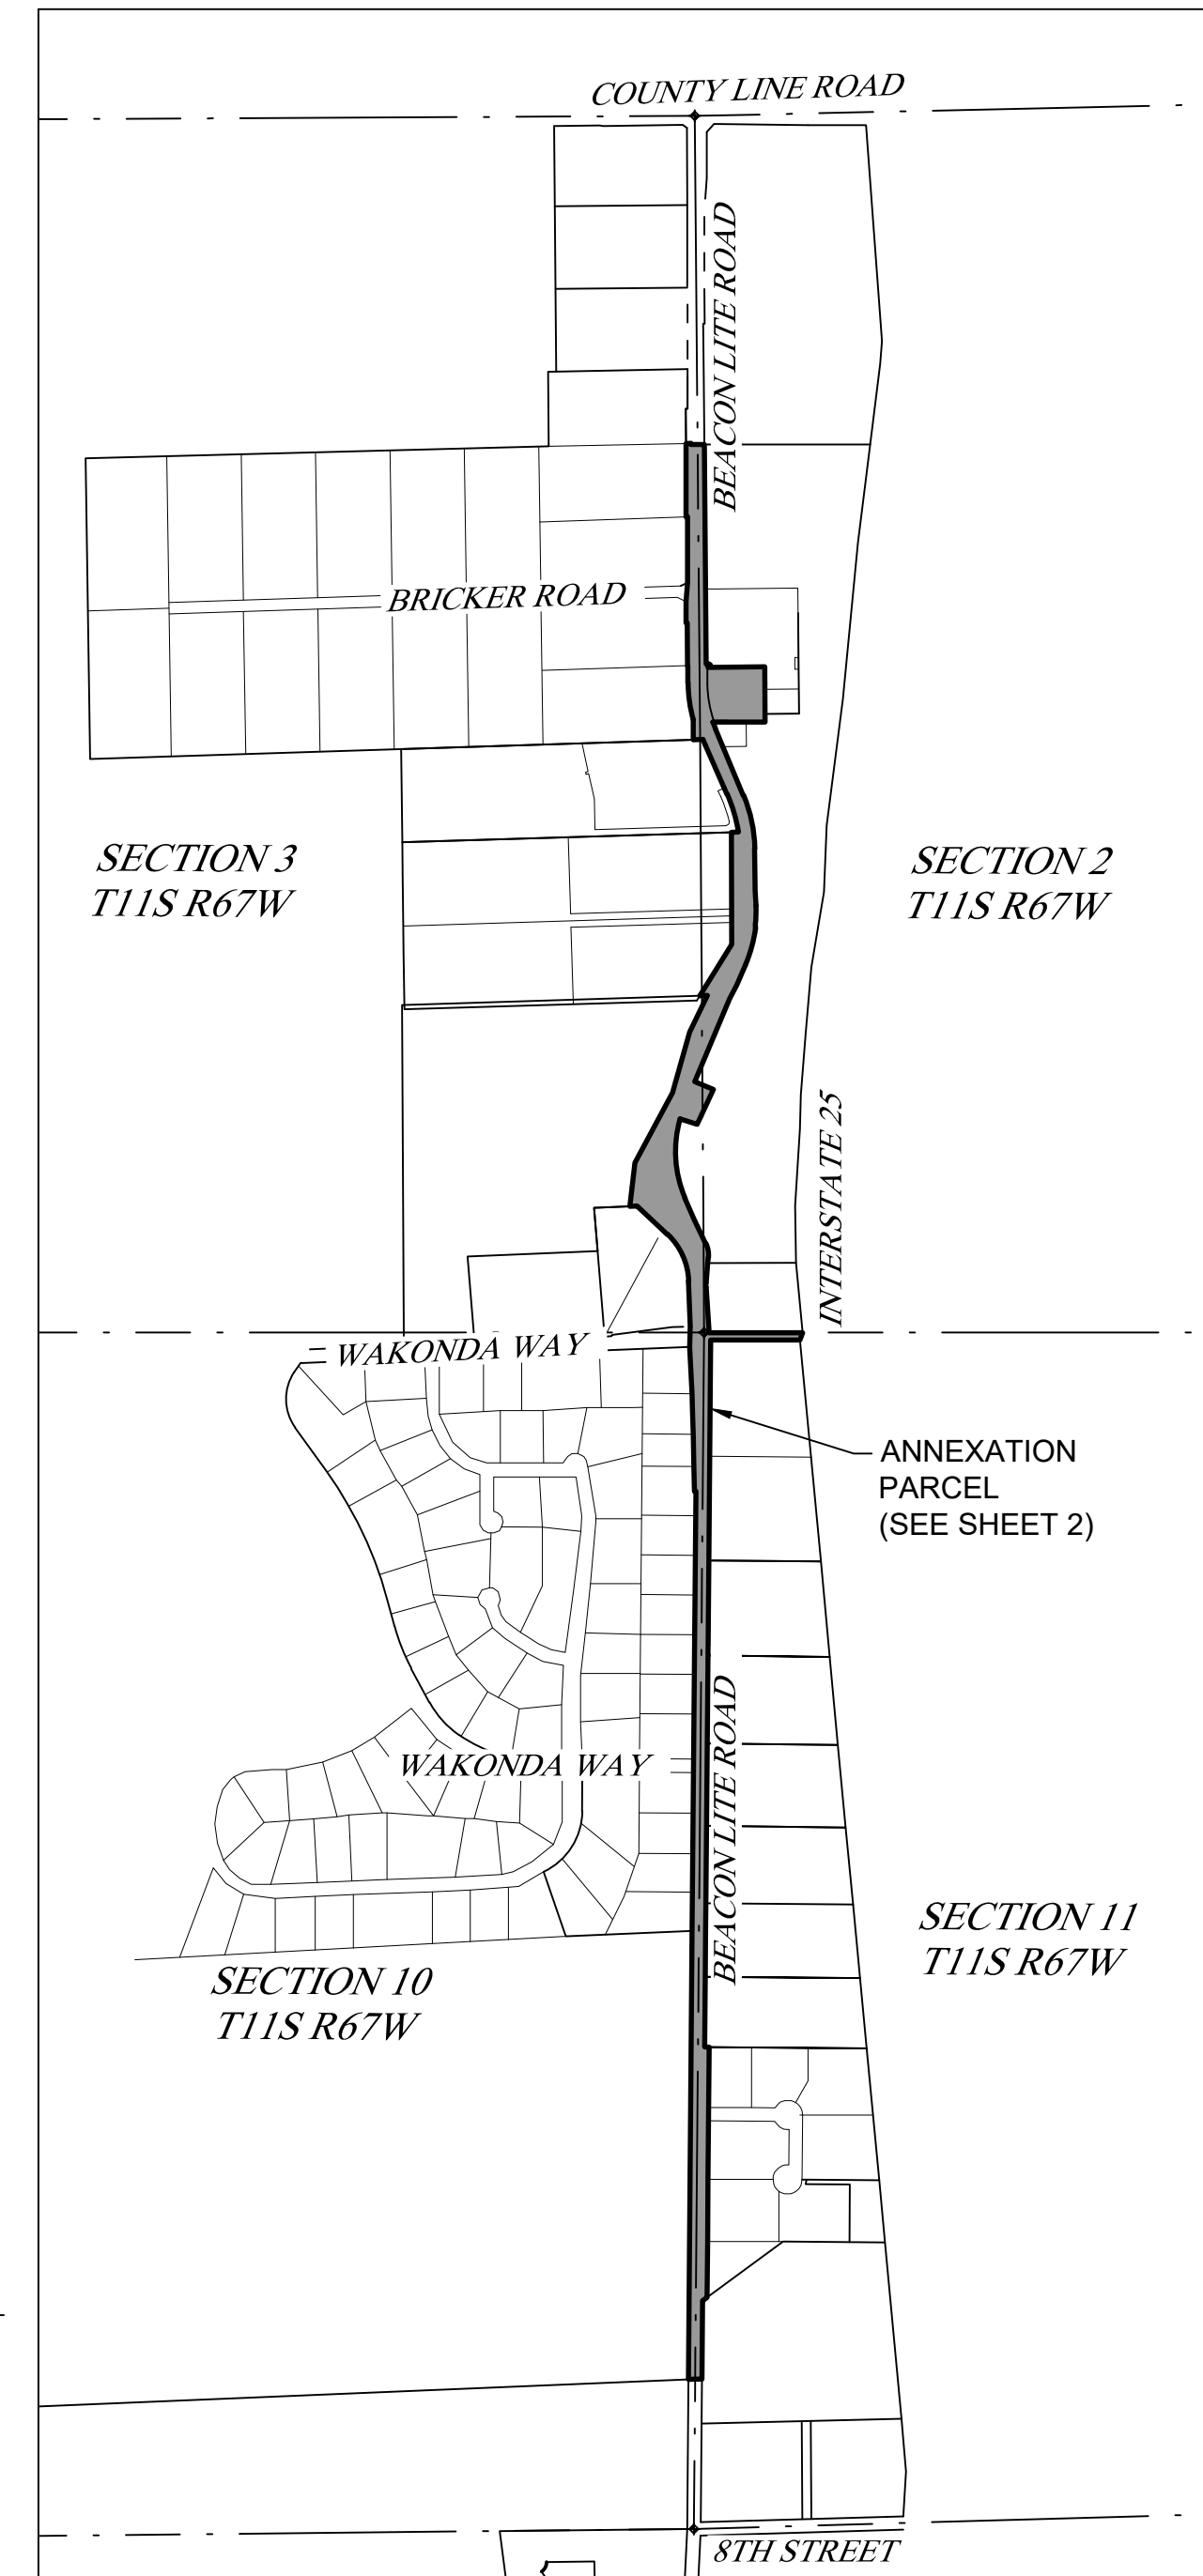 COUNTY LINE ROAD
BEACON LITE ROAD
BRICKER ROAD
SECTION 3
T11S R67W
SECTION 2
T11S R67W
INTERSTATE 25
WAKONDA WAY
ANNEXATION
PARCEL
(SEE SHEET 2)
BEACON LITE ROAD
WAKONDA WAY
SECTION 11
T11S R67W
SECTION 10
T11S R67W
8TH STREET